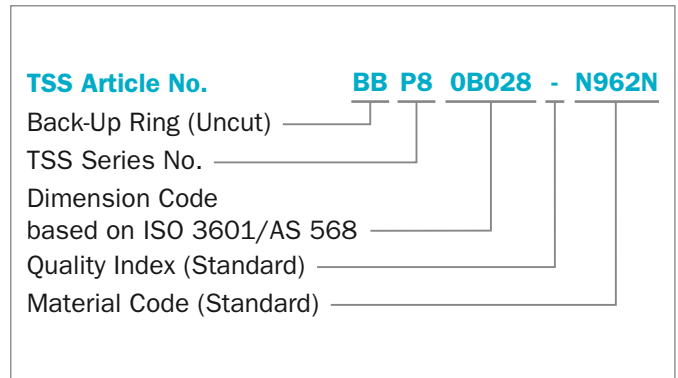 TSS Article No. BB P8 0B028 - N962N
Back-Up Ring (Uncut)
TSS Series No.
Dimension Code
based on ISO 3601/AS 568
Quality Index (Standard)
Material Code (Standard)